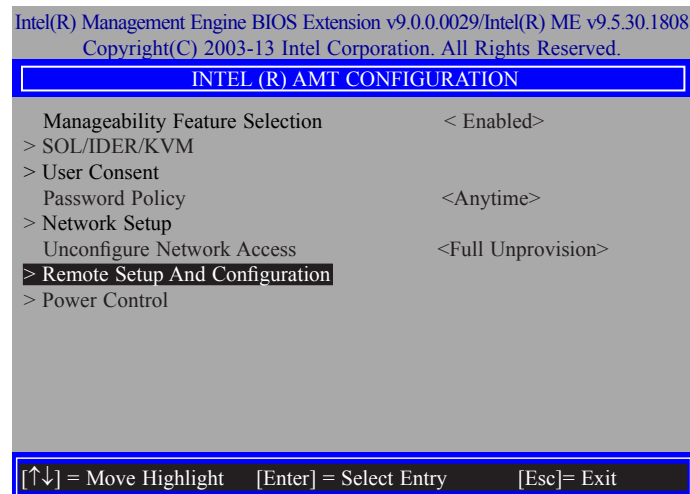 Intel(R) Management Engine BIOS Extension v9.0.0.0029/Intel(R) ME v9.5.30.1808
Copyright(C) 2003-13 Intel Corporation. All Rights Reserved.
INTEL (R) AMT CONFIGURATION
Manageability Feature Selection < Enabled>
> SOL/IDER/KVM
> User Consent
Password Policy <Anytime>
> Network Setup
Unconfigure Network Access <Full Unprovision>
> Remote Setup And Configuration
> Power Control
[↑↓] = Move Highlight [Enter] = Select Entry [Esc]= Exit